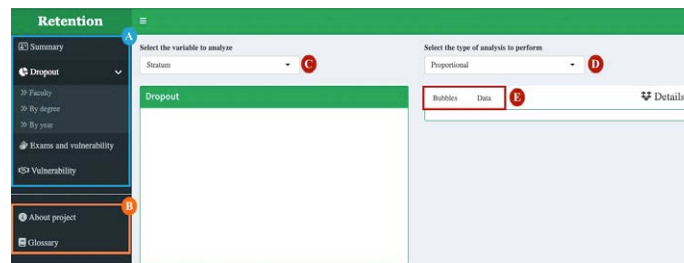 Retention
A
Summary
Dropout
Faculty
By degree
By year
Exams and vulnerability
Vulnerability
B
About project
Glossary
Select the variable to analyze
Stratum
C
Select the type of analysis to perform
Proportional
D
Dropout
Bubbles Data
E
Details